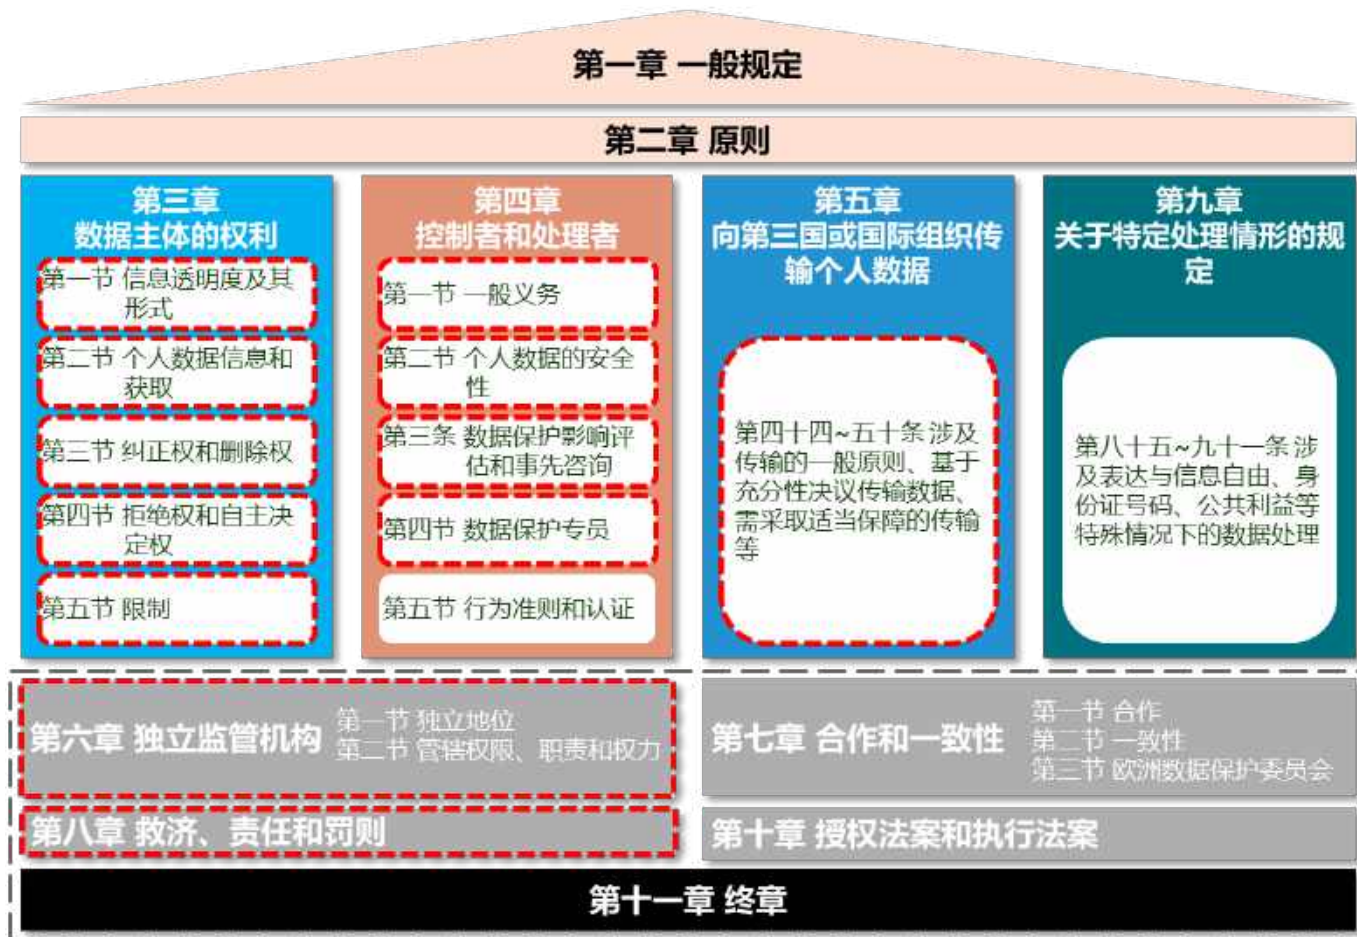 第一章 一般规定
第二章 原则
第三章
数据主体的权利
第一节 信息透明度及其
形式
第二节 个人数据信息和
获取
第三节 纠正权和删除权
第四节 拒绝权和自主决
定权
第五节 限制
第四章
控制者和处理者
第一节 一般义务
第二节 个人数据的安全
性
第三条 数据保护影响评
估和事先咨询
第四节 数据保护专员
第五节 行为准则和认证
第五章
向第三国或国际组织传
输个人数据
第四十四~五十条 涉及
传输的一般原则、基于
充分性决议传输数据、
需采取适当保障的传输
等
第九章
关于特定处理情形的规
定
第八十五~九十一条 涉
及表达与信息自由、身
份证号码、公共利益等
特殊情况下的数据处理
第六章 独立监管机构
第一节 独立地位
第二节 管辖权限、职责和权力
第七章 合作和一致性
第一节 合作
第二节 一致性
第三节 欧洲数据保护委员会
第八章 救济、责任和罚则
第十章 授权法案和执行法案
第十一章 终章